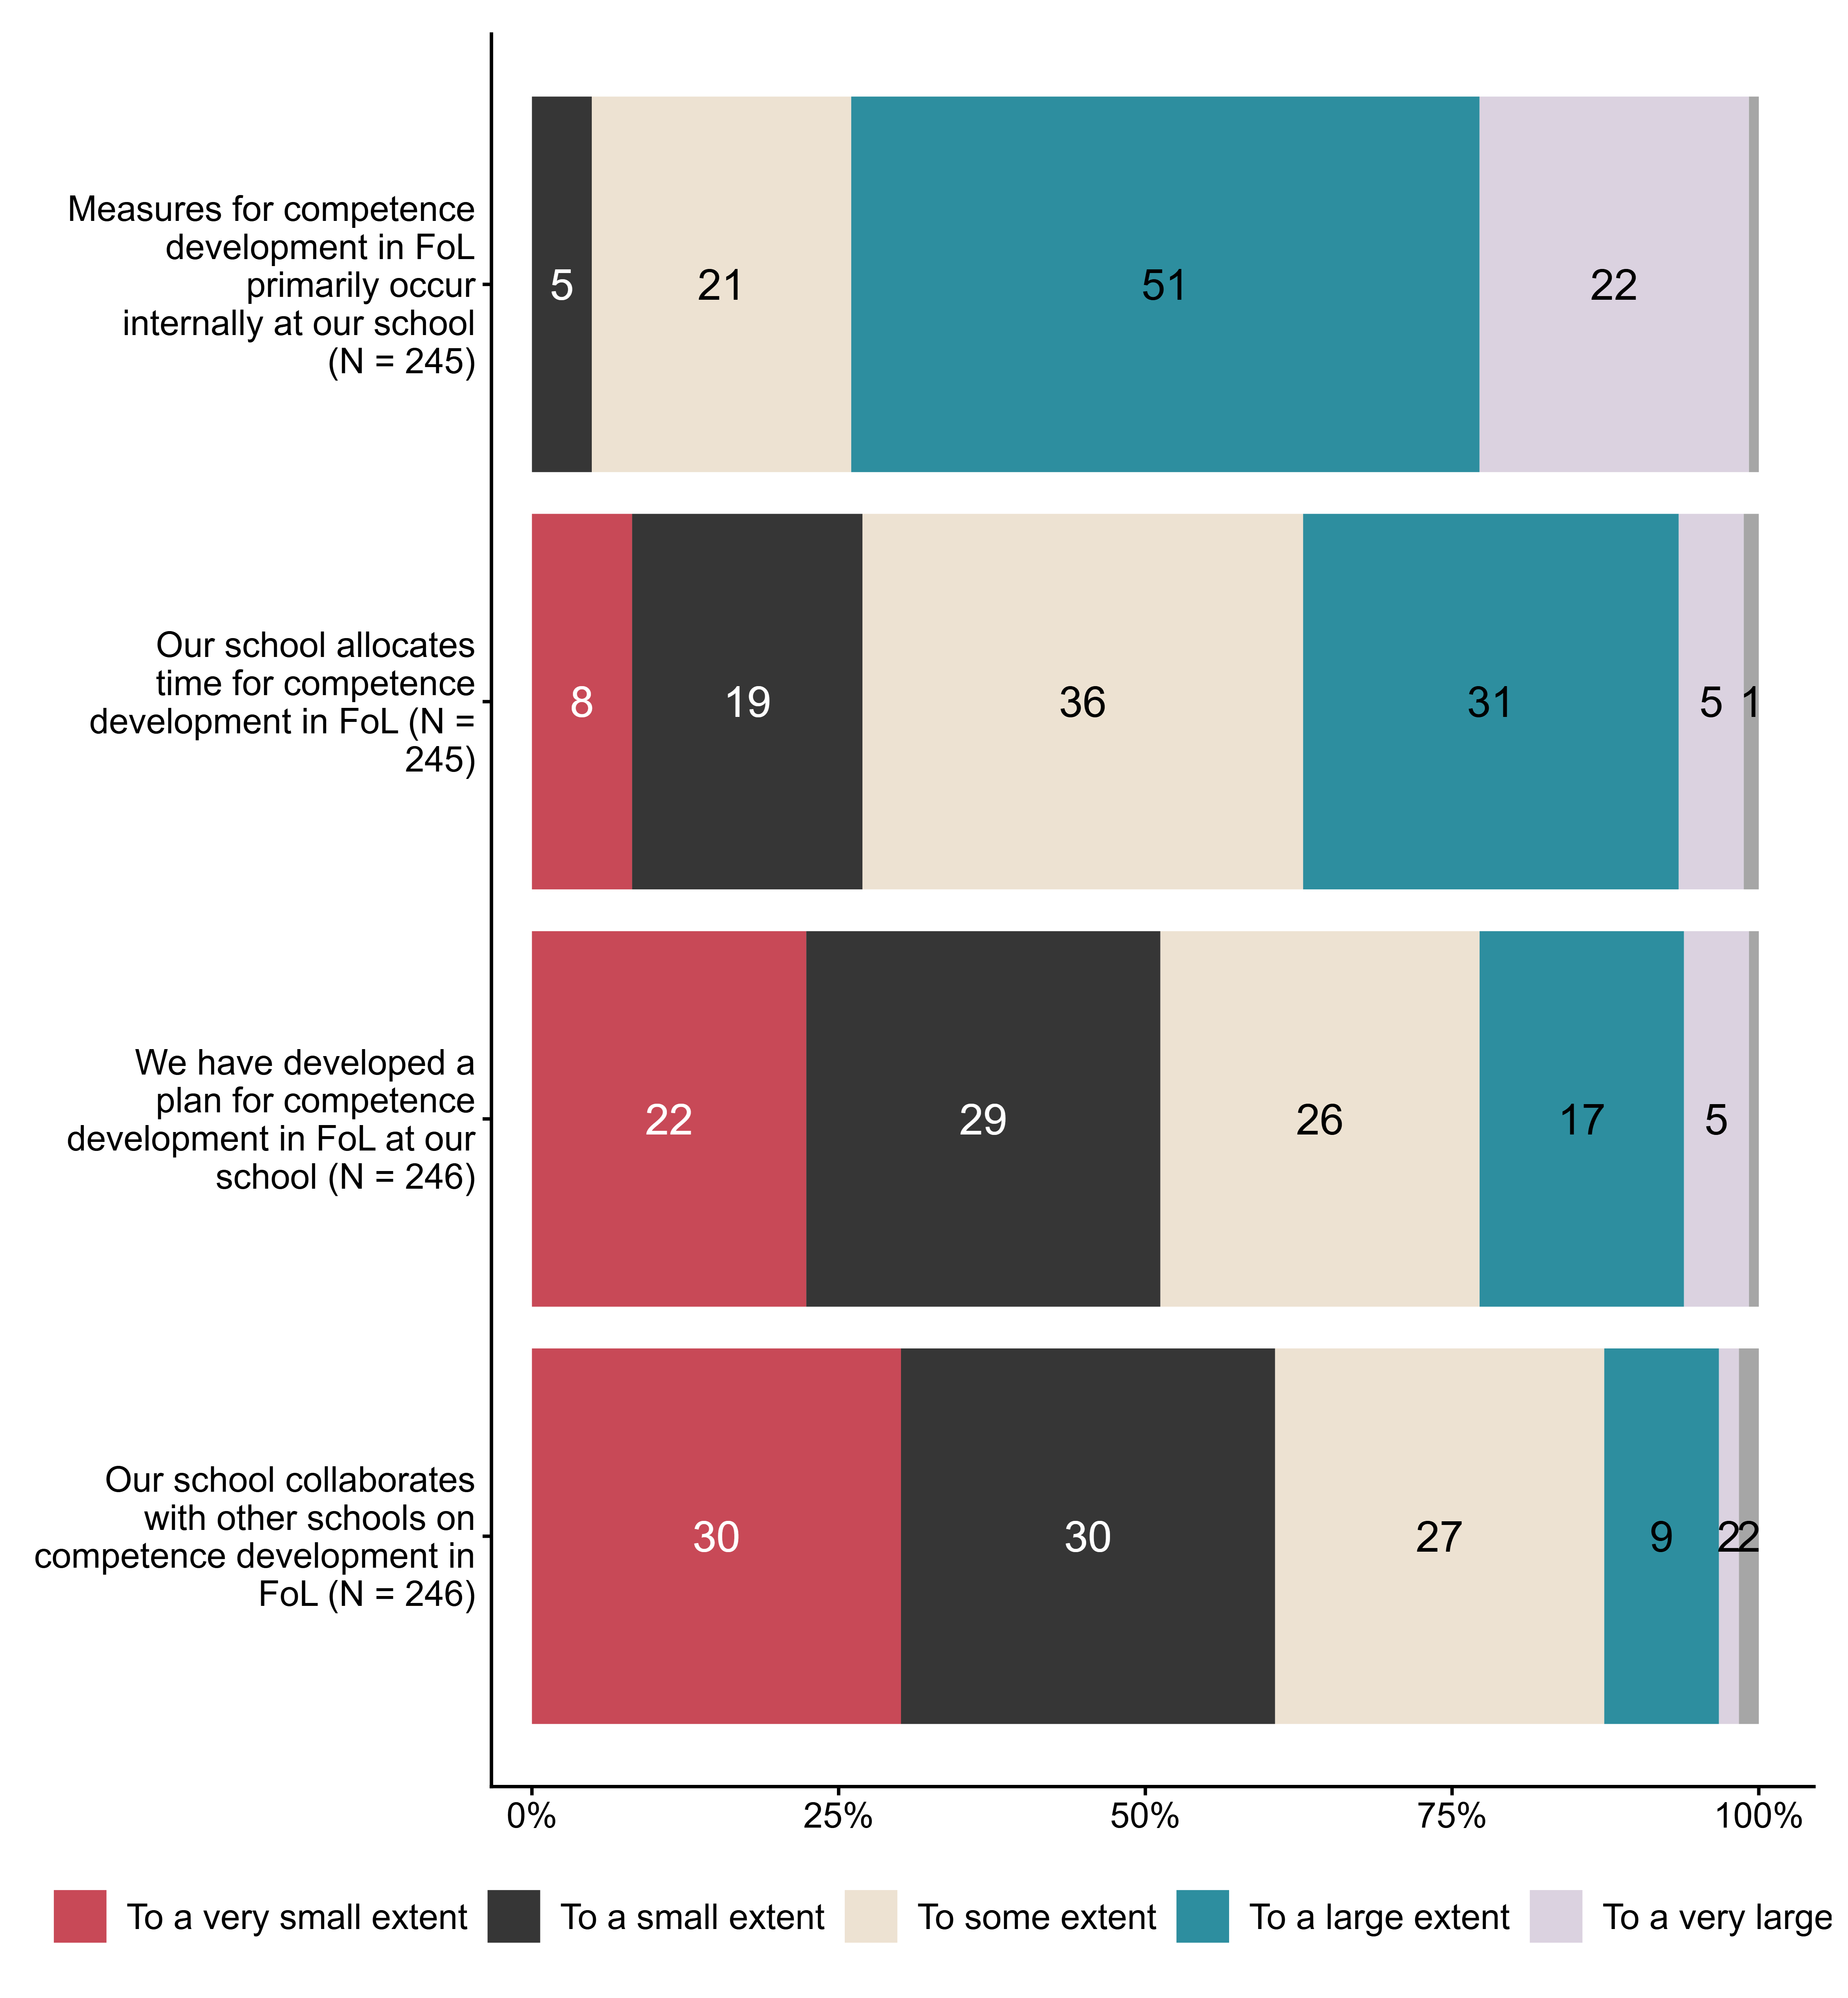 Measures for competence
development in FoL
primarily occur
internally at our school
(N = 245)
5 21 51 22
Our school allocates
time for competence
development in FoL (N =
245)
8 19 36 31 5 1
We have developed a
plan for competence
development in FoL at our
school (N = 246)
22 29 26 17 5
Our school collaborates
with other schools on
competence development in
FoL (N = 246)
30 30 27 9 2 2
0% 25% 50% 75% 100%
To a very small extent To a small extent To some extent To a large extent To a very large